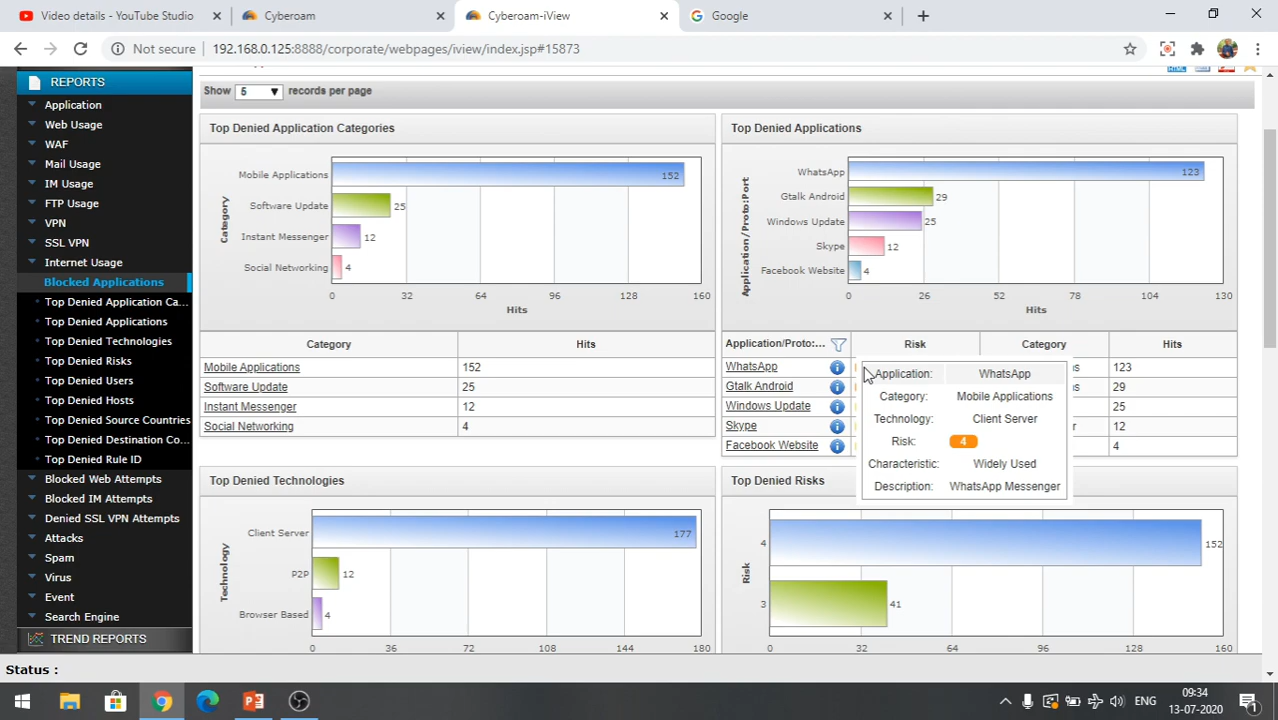 Video details - YouTube Studio
Cyberoam
Cyberoam-iView
Google
Not secure
192.168.0.125:8888/corporate/webpages/iview/index.jsp#15873
REPORTS
Application
Web Usage
WAF
Mail Usage
IM Usage
FTP Usage
VPN
SSL VPN
Internet Usage
Blocked Applications
Top Denied Application Ca...
Top Denied Applications
Top Denied Technologies
Top Denied Risks
Top Denied Users
Top Denied Hosts
Top Denied Source Countries
Top Denied Destination Co...
Top Denied Rule ID
Blocked Web Attempts
Blocked IM Attempts
Denied SSL VPN Attempts
Attacks
Spam
Virus
Event
Search Engine
TREND REPORTS
Show 5 records per page
Top Denied Application Categories
Category
Mobile Applications 152
Software Update 25
Instant Messenger 12
Social Networking 4
0 32 64 96 128 160
Hits
Category Hits
Mobile Applications 152
Software Update 25
Instant Messenger 12
Social Networking 4
Top Denied Applications
Application/Proto:Port
WhatsApp 123
Gtalk Android 29
Windows Update 25
Skype 12
Facebook Website 4
0 26 52 78 104 130
Hits
Application/Proto:... Risk Category Hits
WhatsApp 123
Gtalk Android 29
Windows Update 25
Skype 12
Facebook Website 4
Application: WhatsApp
Category: Mobile Applications
Technology: Client Server
Risk: 4
Characteristic: Widely Used
Description: WhatsApp Messenger
Top Denied Technologies
Technology
Client Server 177
P2P 12
Browser Based 4
0 36 72 108 144 180
Top Denied Risks
Risk
4 152
3 41
0 32 64 96 128 160
Status :
ENG
09:34
13-07-2020